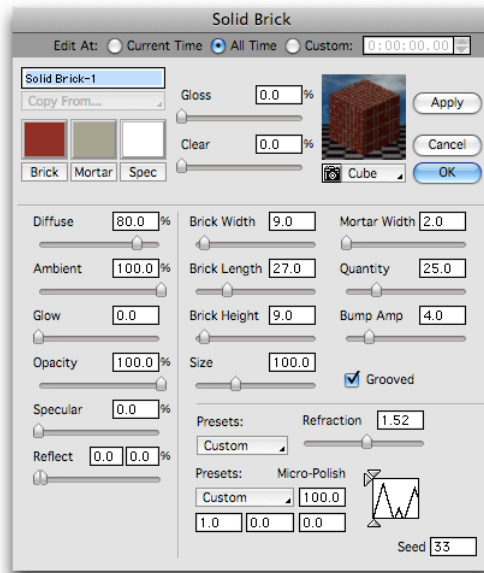 Solid Brick
Edit At: Current Time All Time Custom: 0:00:00.00
Solid Brick-1
Copy From...
Brick Mortar Spec
Gloss 0.0 %
Clear 0.0 %
Cube
Apply
Cancel
OK
Diffuse 80.0 %
Ambient 100.0 %
Glow 0.0
Opacity 100.0 %
Specular 0.0 %
Reflect 0.0 0.0 %
Brick Width 9.0
Brick Length 27.0
Brick Height 9.0
Size 100.0
Mortar Width 2.0
Quantity 25.0
Bump Amp 4.0
Grooved
Presets: Refraction 1.52
Custom
Presets: Micro-Polish
Custom 100.0
1.0 0.0 0.0
Seed 33